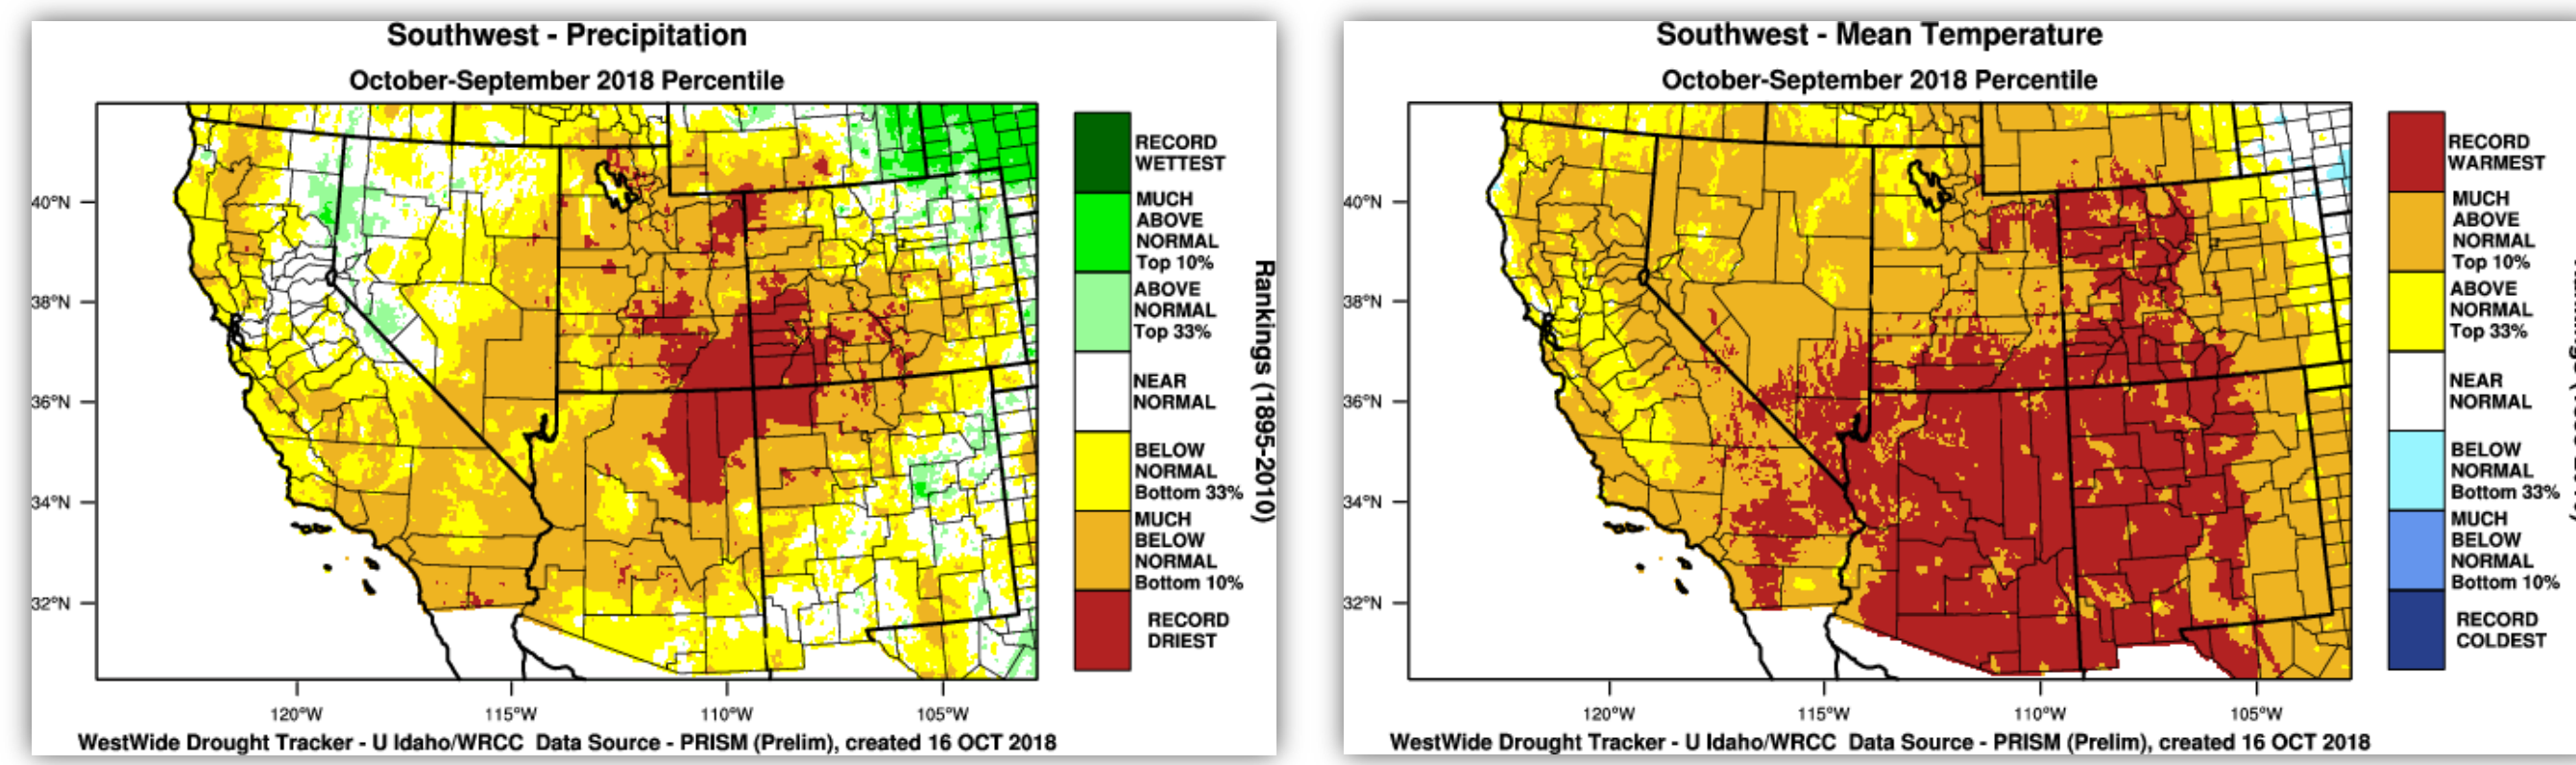 Southwest - Precipitation
October-September 2018 Percentile
40°N
38°N
36°N
34°N
32°N
120°W
115°W
110°W
105°W
RECORD
WETTEST
MUCH
ABOVE
NORMAL
Top 10%
ABOVE
NORMAL
Top 33%
NEAR
NORMAL
BELOW
NORMAL
Bottom 33%
MUCH
BELOW
NORMAL
Bottom 10%
RECORD
DRIEST
Rankings (1895-2010)
WestWide Drought Tracker - U Idaho/WRCC Data Source - PRISM (Prelim), created 16 OCT 2018
Southwest - Mean Temperature
October-September 2018 Percentile
40°N
38°N
36°N
34°N
32°N
120°W
115°W
110°W
105°W
RECORD
WARMEST
MUCH
ABOVE
NORMAL
Top 10%
ABOVE
NORMAL
Top 33%
NEAR
NORMAL
BELOW
NORMAL
Bottom 33%
MUCH
BELOW
NORMAL
Bottom 10%
RECORD
COLDEST
WestWide Drought Tracker - U Idaho/WRCC Data Source - PRISM (Prelim), created 16 OCT 2018